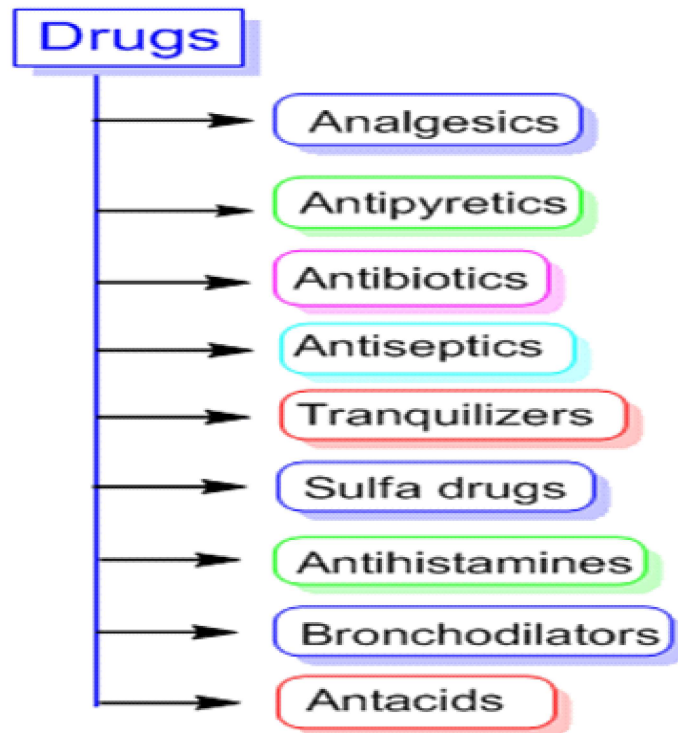 Drugs
Analgesics
Antipyretics
Antibiotics
Antiseptics
Tranquilizers
Sulfa drugs
Antihistamines
Bronchodilators
Antacids